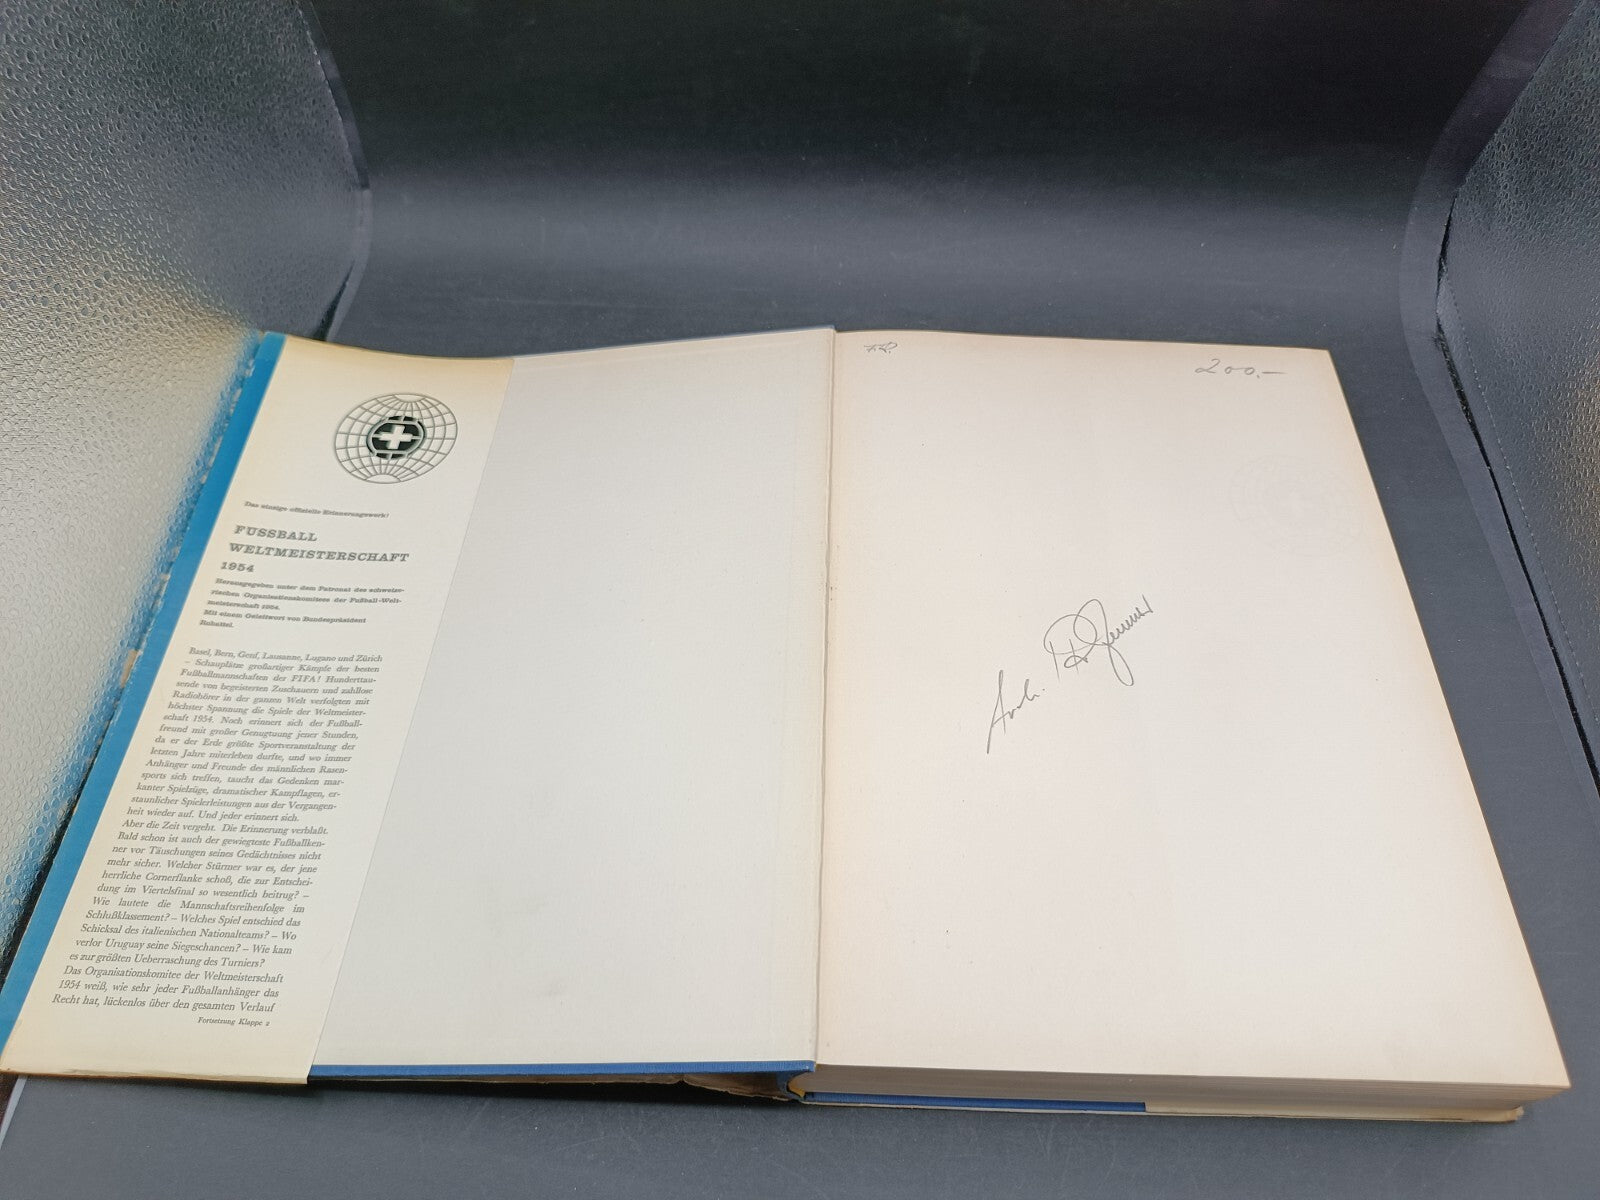 Das einzige offizielle Erinnerungswerk!
FUSSBALL
WELTMEISTERSCHAFT
1954
Herausgegeben unter dem Patronat des schweize-
rischen Organisationskomitees der Fußball-Welt-
meisterschaft 1954.
Mit einem Geleitwort von Bundespräsident
Rubattel.
Basel, Bern, Genf, Lausanne, Lugano und Zürich
– Schauplätze großartiger Kämpfe der besten
Fußballmannschaften der FIFA! Hunderttau-
sende von begeisterten Zuschauern und zahllose
Radiohörer in der ganzen Welt verfolgten mit
höchster Spannung die Spiele der Weltmeister-
schaft 1954. Noch erinnert sich der Fußball-
freund mit großer Genugtuung jener Stunden,
da er der Erde größte Sportveranstaltung der
letzten Jahre miterleben durfte, und wo immer
Anhänger und Freunde des männlichen Rasen-
sports sich treffen, taucht das Gedenken mar-
kanter Spielzüge, dramatischer Kampflagen, er-
staunlicher Spielerleistungen aus der Vergangen-
heit wieder auf. Und jeder erinnert sich.
Aber die Zeit vergeht. Die Erinnerung verblaßt.
Bald schon ist auch der gewiegteste Fußballken-
ner vor Täuschungen seines Gedächtnisses nicht
mehr sicher. Welcher Stürmer war es, der jene
herrliche Cornerflanke schoß, die zur Entschei-
dung im Viertelsfinal so wesentlich beitrug? –
Wie lautete die Mannschaftsreihenfolge im
Schlußklassement? – Welches Spiel entschied das
Schicksal des italienischen Nationalteams? – Wo
verlor Uruguay seine Siegeschancen? – Wie kam
es zur größten Ueberraschung des Turniers?
Das Organisationskomitee der Weltmeisterschaft
1954 weiß, wie sehr jeder Fußballanhänger das
Recht hat, lückenlos über den gesamten Verlauf
Fortsetzung Klappe 2
200.–